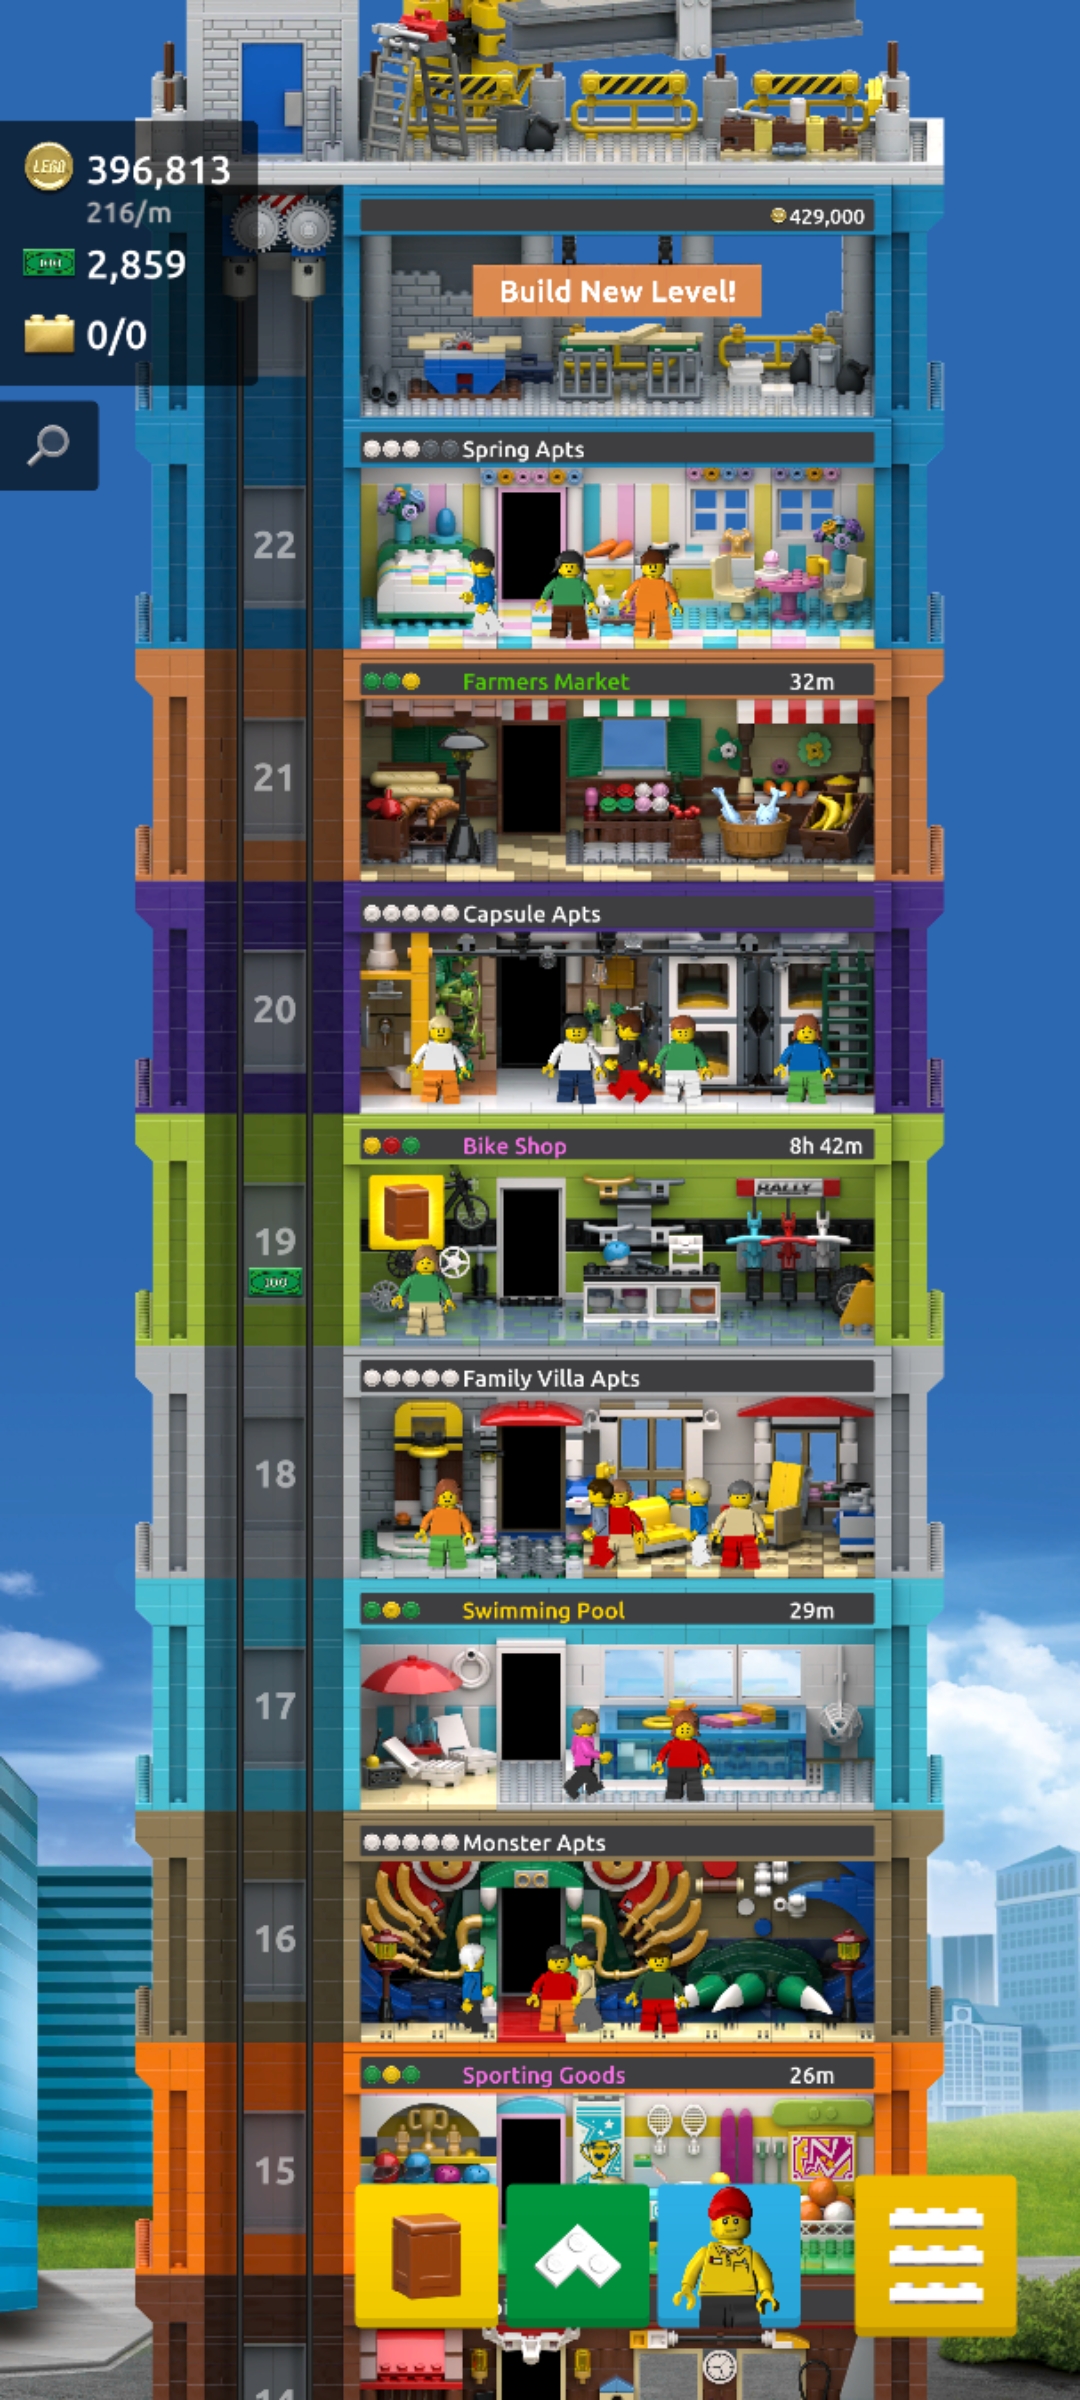 LEGO
396,813
216/m
2,859
0/0
429,000
Build New Level!
Spring Apts
22
Farmers Market 32m
21
Capsule Apts
20
Bike Shop 8h 42m
RALLY
19
Family Villa Apts
18
Swimming Pool 29m
17
Monster Apts
16
Sporting Goods 26m
15
14